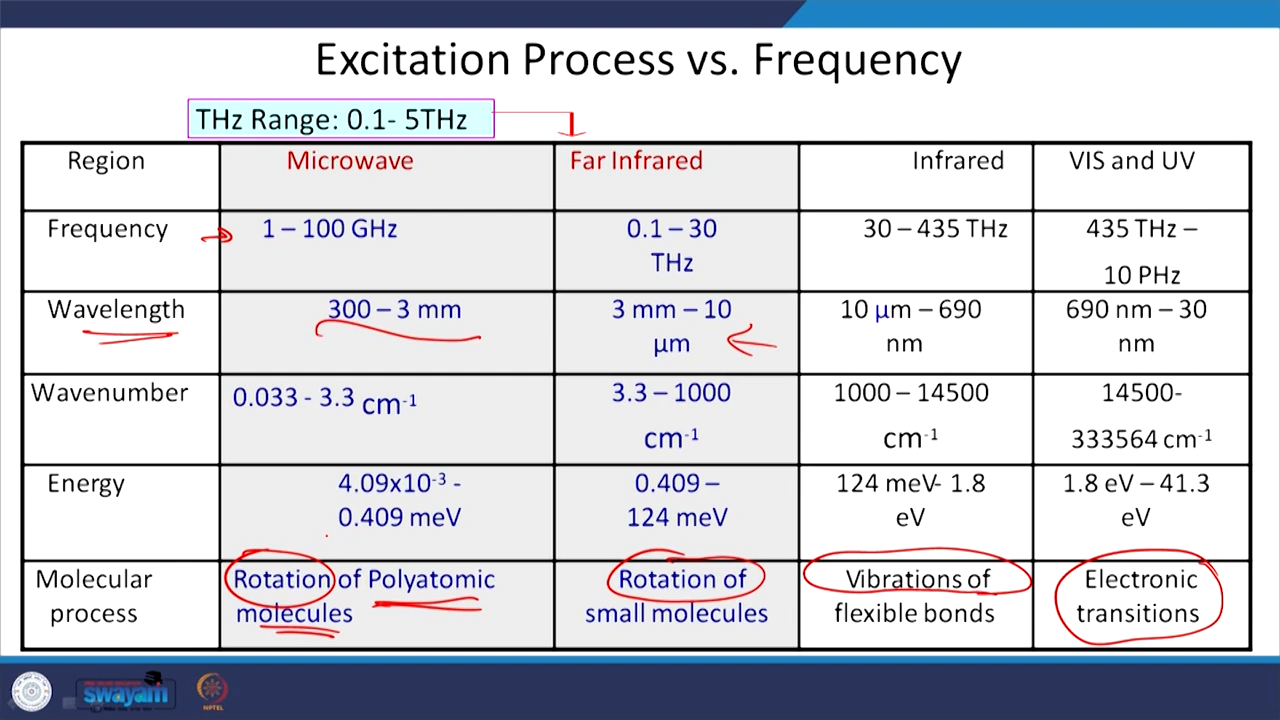 Excitation Process vs. Frequency
THz Range: 0.1- 5THz
Region
Microwave
Far Infrared
Infrared
VIS and UV
Frequency
1 – 100 GHz
0.1 – 30
THz
30 – 435 THz
435 THz –
10 PHz
Wavelength
300 – 3 mm
3 mm – 10
µm
10 µm – 690
nm
690 nm – 30
nm
Wavenumber
0.033 - 3.3 cm-1
3.3 – 1000
cm-1
1000 – 14500
cm-1
14500-
333564 cm-1
Energy
4.09x10-3 -
0.409 meV
0.409 –
124 meV
124 meV- 1.8
eV
1.8 eV – 41.3
eV
Molecular
process
Rotation of Polyatomic
molecules
Rotation of
small molecules
Vibrations of
flexible bonds
Electronic
transitions
swayam
NPTEL